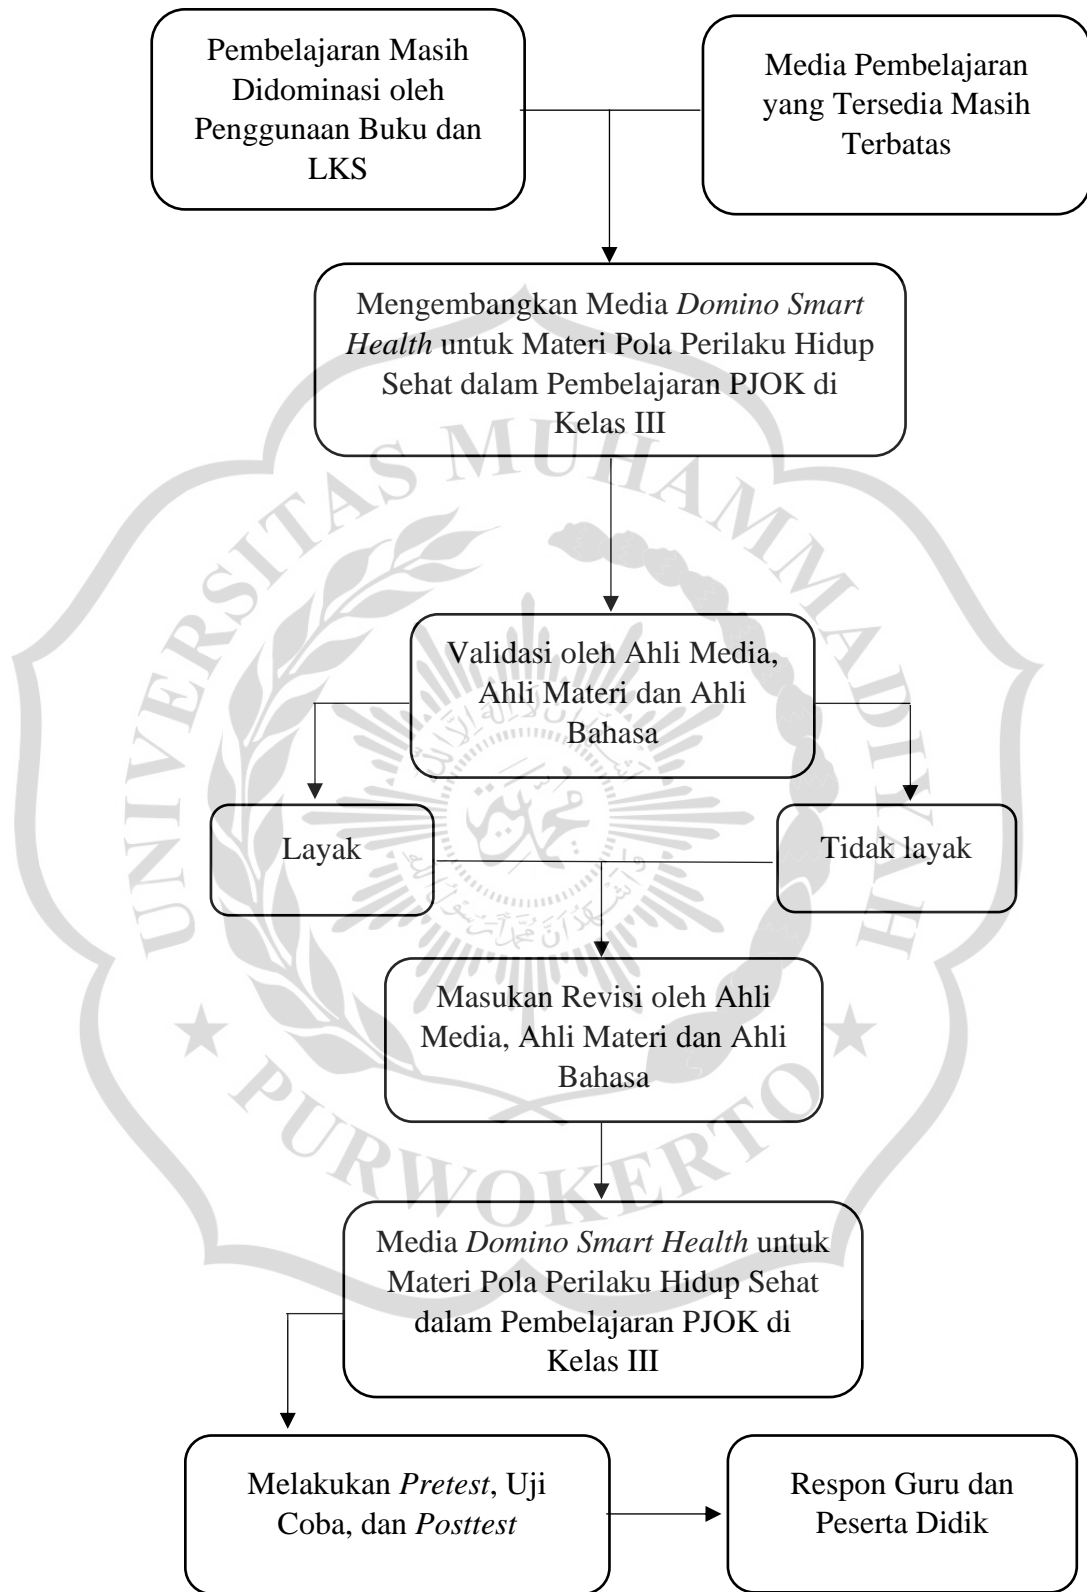 Pembelajaran Masih
Didominasi oleh
Penggunaan Buku dan
LKS
Media Pembelajaran
yang Tersedia Masih
Terbatas
Mengembangkan Media Domino Smart
Health untuk Materi Pola Perilaku Hidup
Sehat dalam Pembelajaran PJOK di
Kelas III
UNIVERSITAS MUHAMMADIYAH
Validasi oleh Ahli Media,
Ahli Materi dan Ahli
Bahasa
Layak
Tidak layak
Masukan Revisi oleh Ahli
Media, Ahli Materi dan Ahli
Bahasa
PURWOKERTO
Media Domino Smart Health untuk
Materi Pola Perilaku Hidup Sehat
dalam Pembelajaran PJOK di
Kelas III
Melakukan Pretest, Uji
Coba, dan Posttest
Respon Guru dan
Peserta Didik